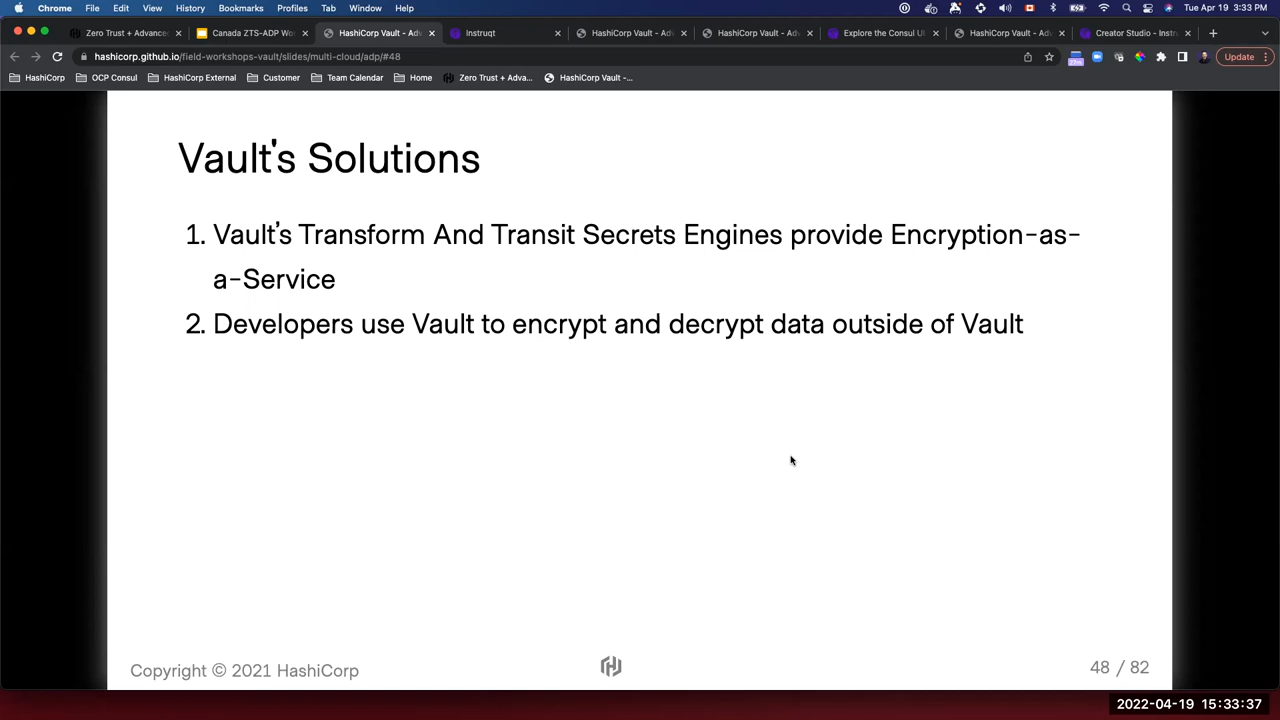 Chrome File Edit View History Bookmarks Profiles Tab Window Help Tue Apr 19 3:33 PM
Zero Trust + Advance Canada ZTS-ADP Wo HashiCorp Vault - Adv Instruqt HashiCorp Vault - Adv HashiCorp Vault - Adv Explore the Consul UI HashiCorp Vault - Adv Creator Studio - Instru
hashicorp.github.io/field-workshops-vault/slides/multi-cloud/adp/#48 Update
HashiCorp OCP Consul HashiCorp External Customer Team Calendar Home Zero Trust + Adva... HashiCorp Vault -...
Vault's Solutions
1. Vault's Transform And Transit Secrets Engines provide Encryption-as-
a-Service
2. Developers use Vault to encrypt and decrypt data outside of Vault
Copyright © 2021 HashiCorp 48 / 82
2022-04-19 15:33:37